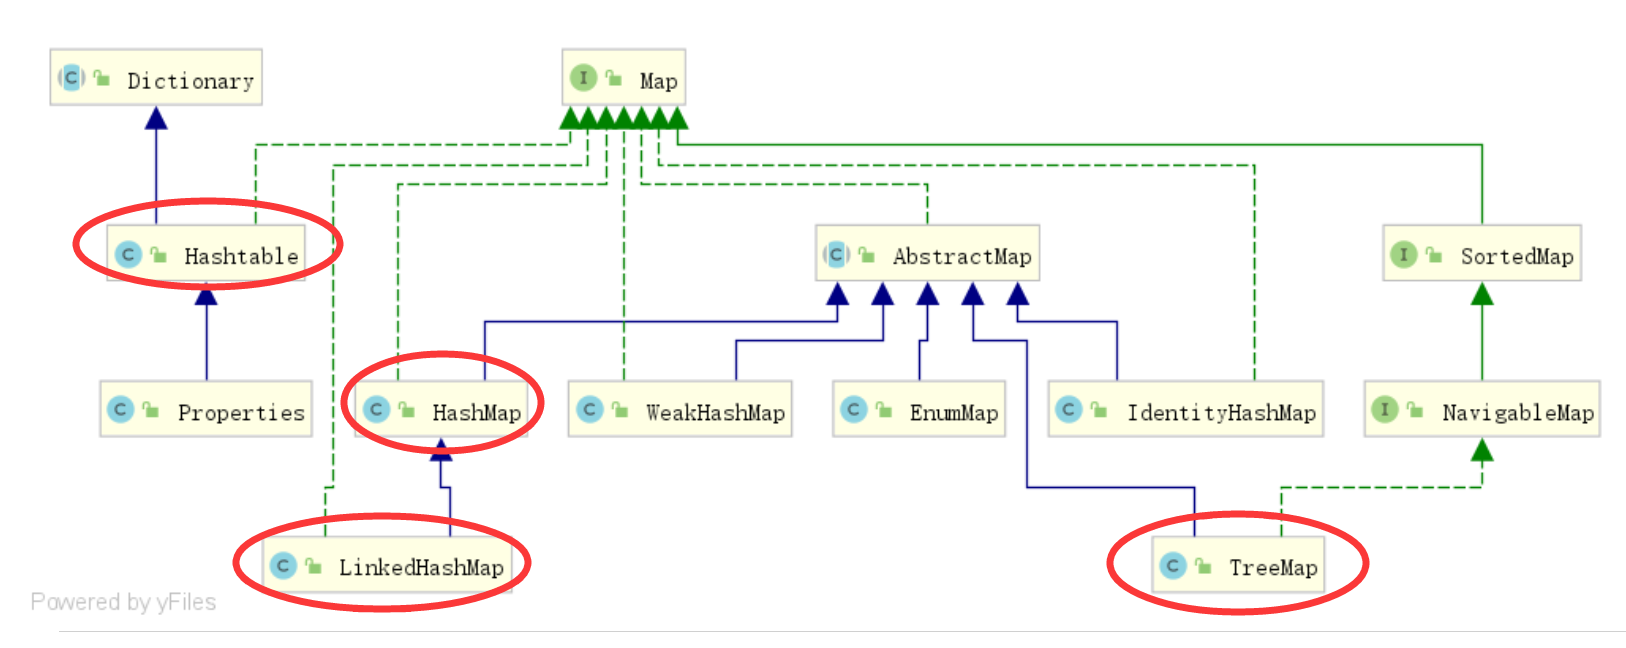 Dictionary
Map
Hashtable
AbstractMap
SortedMap
Properties
HashMap
WeakHashMap
EnumMap
IdentityHashMap
NavigableMap
LinkedHashMap
TreeMap
Powered by yFiles